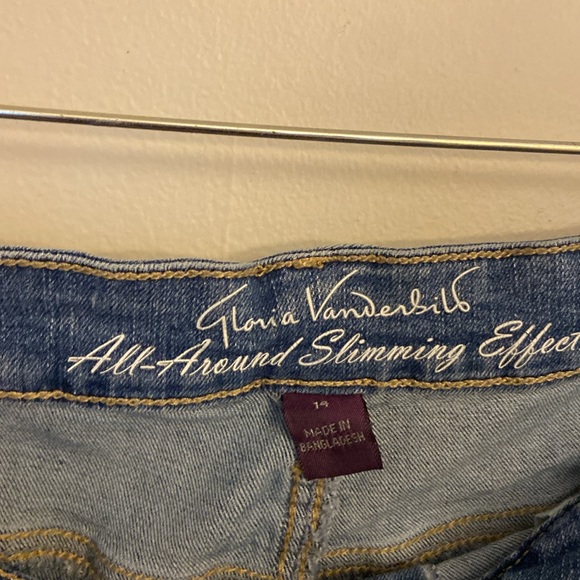 Gloria Vanderbilt
All-Around Slimming Effect
14
MADE IN
BANGLADESH